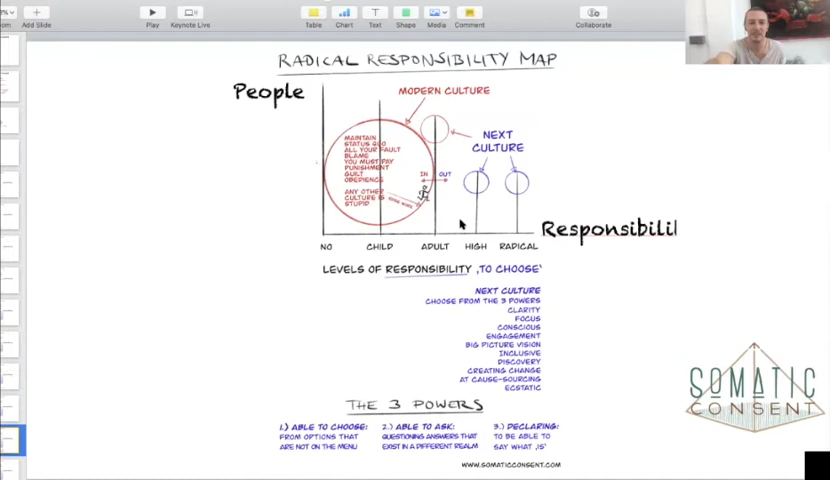 Add Slide
Play
Keynote Live
Table
Chart
Text
Shape
Media
Comment
Collaborate
RADICAL RESPONSIBILITY MAP
People
MODERN CULTURE
MAINTAIN
STATUS QUO
ALL YOUR FAULT
BLAME
YOU MUST PAY
PUNISHMENT
GUILT
OBEDIENCE
ANY OTHER
CULTURE IS
STUPID
IN
OUT
NEXT
CULTURE
Responsibili
NO
CHILD
ADULT
HIGH
RADICAL
LEVELS OF RESPONSIBILITY ,TO CHOOSE'
NEXT CULTURE
CHOOSE FROM THE 3 POWERS
CLARITY
FOCUS
CONSCIOUS
ENGAGEMENT
BIG PICTURE VISION
INCLUSIVE
DISCOVERY
CREATING CHANGE
AT CAUSE-SOURCING
ECSTATIC
SOMATIC
CONSENT
THE 3 POWERS
1.) ABLE TO CHOOSE:
FROM OPTIONS THAT
ARE NOT ON THE MENU
2.) ABLE TO ASK:
QUESTIONING ANSWERS THAT
EXIST IN A DIFFERENT REALM
3.) DECLARING:
TO BE ABLE TO
SAY WHAT ,IS'
WWW.SOMATICCONSENT.COM